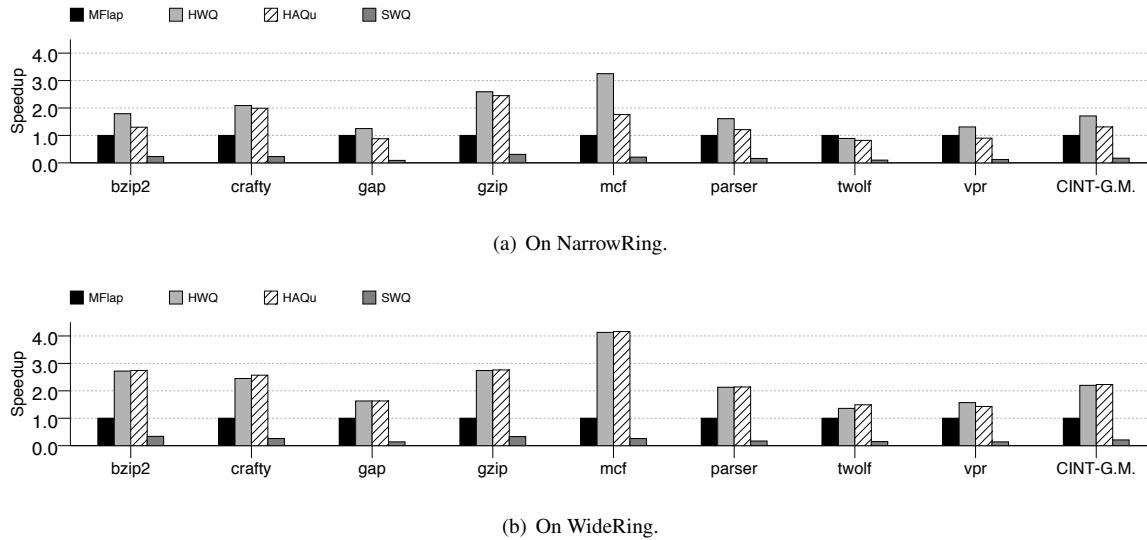 MFlap HWQ HAQu SWQ
4.0
3.0
2.0
1.0
0.0
Speedup
bzip2 crafty gap gzip mcf parser twolf vpr CINT-G.M.
(a) On NarrowRing.
MFlap HWQ HAQu SWQ
4.0
3.0
2.0
1.0
0.0
Speedup
bzip2 crafty gap gzip mcf parser twolf vpr CINT-G.M.
(b) On WideRing.